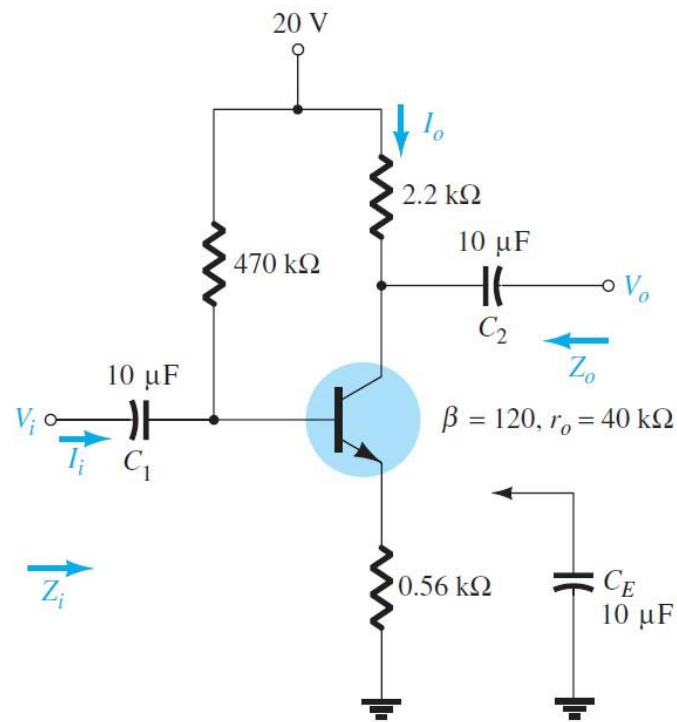 20 V
I_o
2.2 kΩ
10 μF
470 kΩ
V_o
C_2
Z_o
10 μF
V_i
β = 120, r_o = 40 kΩ
I_i
C_1
0.56 kΩ
C_E
10 μF
Z_i